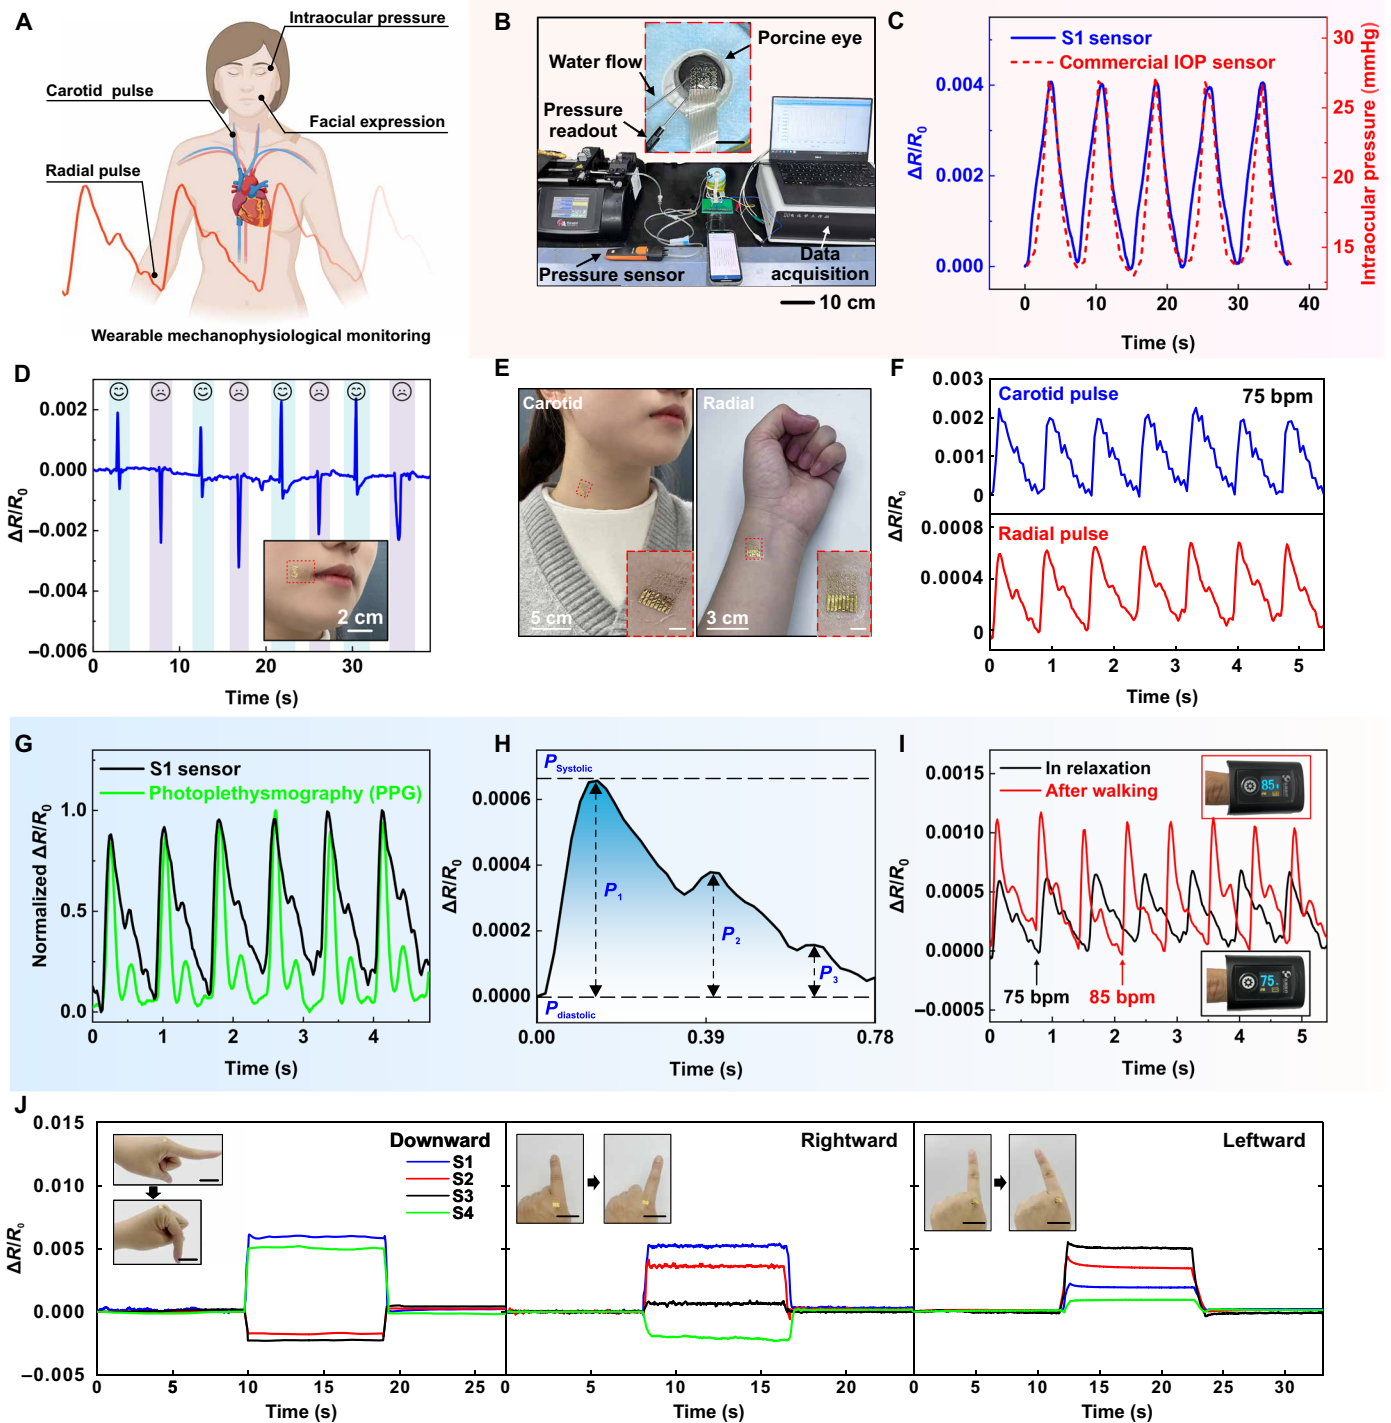 A
Intraocular pressure
Carotid pulse
Facial expression
Radial pulse
Wearable mechanophysiological monitoring
B
Porcine eye
Water flow
Pressure
readout
Pressure sensor
Data
acquisition
10 cm
C
S1 sensor
Commercial IOP sensor
0.004
0.002
0.000
ΔR/R0
30
25
20
15
Intraocular pressure (mmHg)
0 10 20 30 40
Time (s)
D
0.002
0.000
−0.002
−0.004
−0.006
ΔR/R0
2 cm
0 10 20 30
Time (s)
E
Carotid
Radial
5 cm
3 cm
F
0.003
0.002
0.001
0
Carotid pulse
75 bpm
0.0008
0.0004
0
Radial pulse
ΔR/R0
0 1 2 3 4 5
Time (s)
G
S1 sensor
Photoplethysmography (PPG)
1.0
0.5
0.0
Normalized ΔR/R0
0 1 2 3 4
Time (s)
H
PSystolic
0.0006
0.0004
0.0002
0.0000
ΔR/R0
P1
P2
P3
Pdiastolic
0.00 0.39 0.78
Time (s)
I
In relaxation
After walking
0.0015
0.0010
0.0005
0.0000
−0.0005
ΔR/R0
85
75
75 bpm
85 bpm
0 1 2 3 4 5
Time (s)
J
0.015
0.010
0.005
0.000
−0.005
ΔR/R0
Downward
S1
S2
S3
S4
Rightward
Leftward
0 5 10 15 20 25
Time (s)
0 5 10 15 20
Time (s)
0 5 10 15 20 25 30
Time (s)